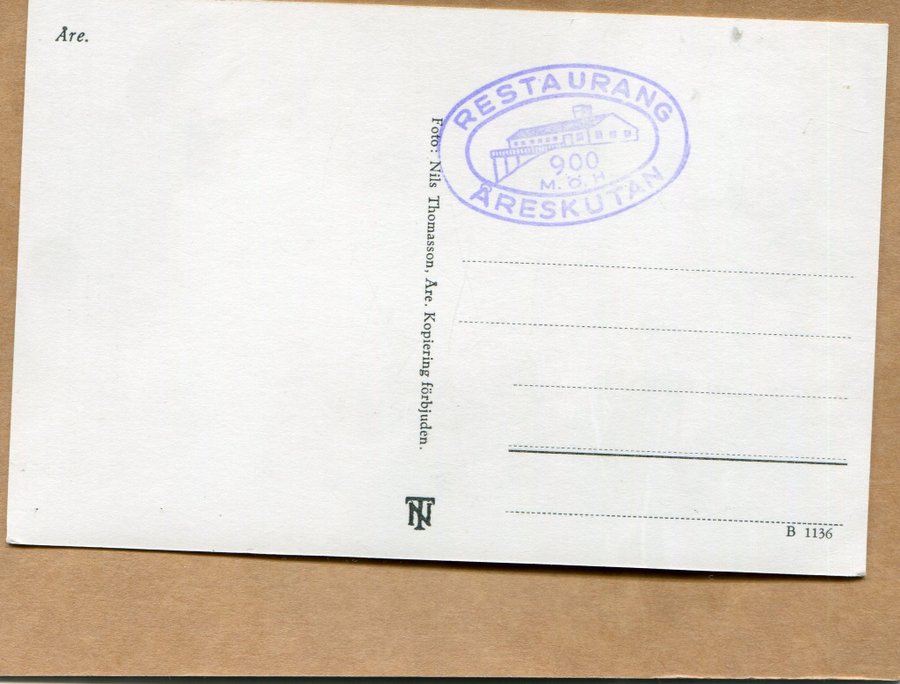 Åre.
RESTAURANG
900
M. Ö. H
ÅRESKUTAN
Foto: Nils Thomasson, Åre. Kopiering förbjuden.
NT
B 1136